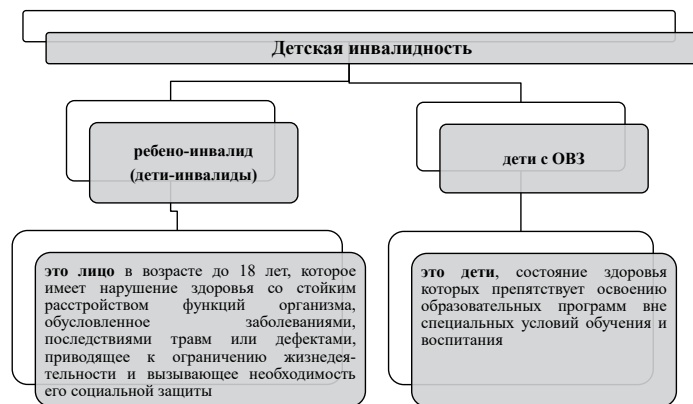 Детская инвалидность
ребено-инвалид
(дети-инвалиды)
дети с ОВЗ
это лицо в возрасте до 18 лет, которое
имеет нарушение здоровья со стойким
расстройством функций организма,
обусловленное заболеваниями,
последствиями травм или дефектами,
приводящее к ограничению жизнедея-
тельности и вызывающее необходимость
его социальной защиты
это дети, состояние здоровья
которых препятствует освоению
образовательных программ вне
специальных условий обучения и
воспитания